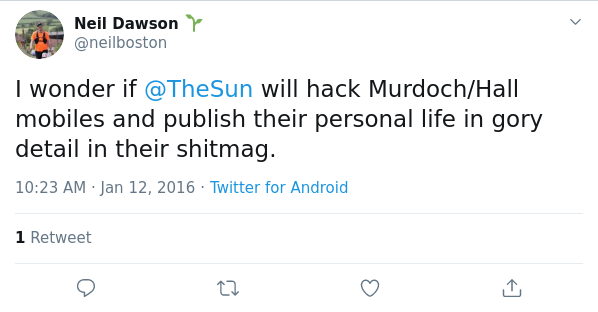 Neil Dawson
@neilboston
I wonder if @TheSun will hack Murdoch/Hall
mobiles and publish their personal life in gory
detail in their shitmag.
10:23 AM · Jan 12, 2016 · Twitter for Android
1 Retweet